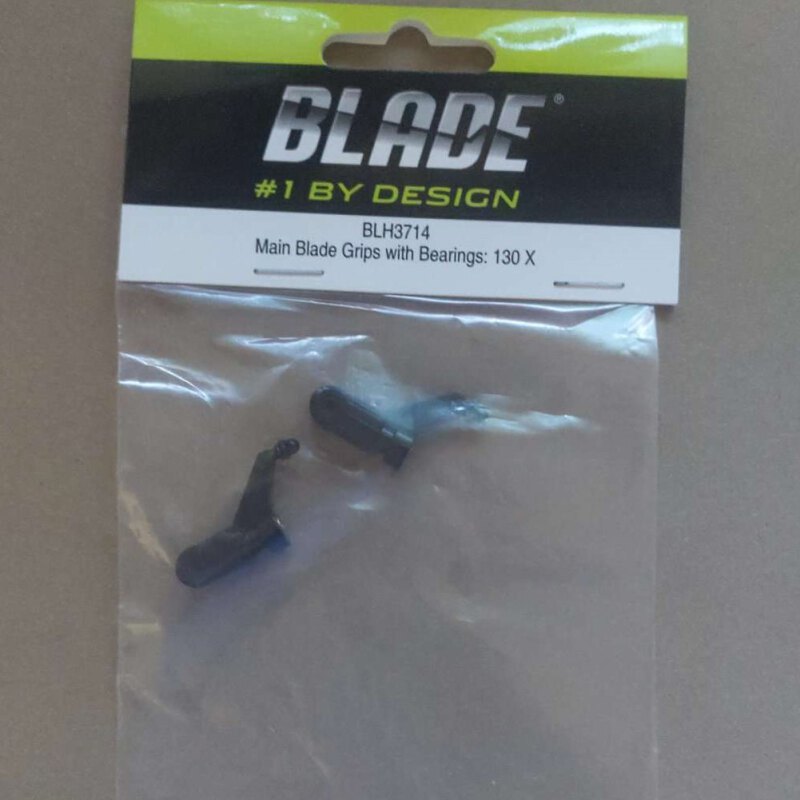 BLADE®
#1 BY DESIGN
BLH3714
Main Blade Grips with Bearings: 130 X